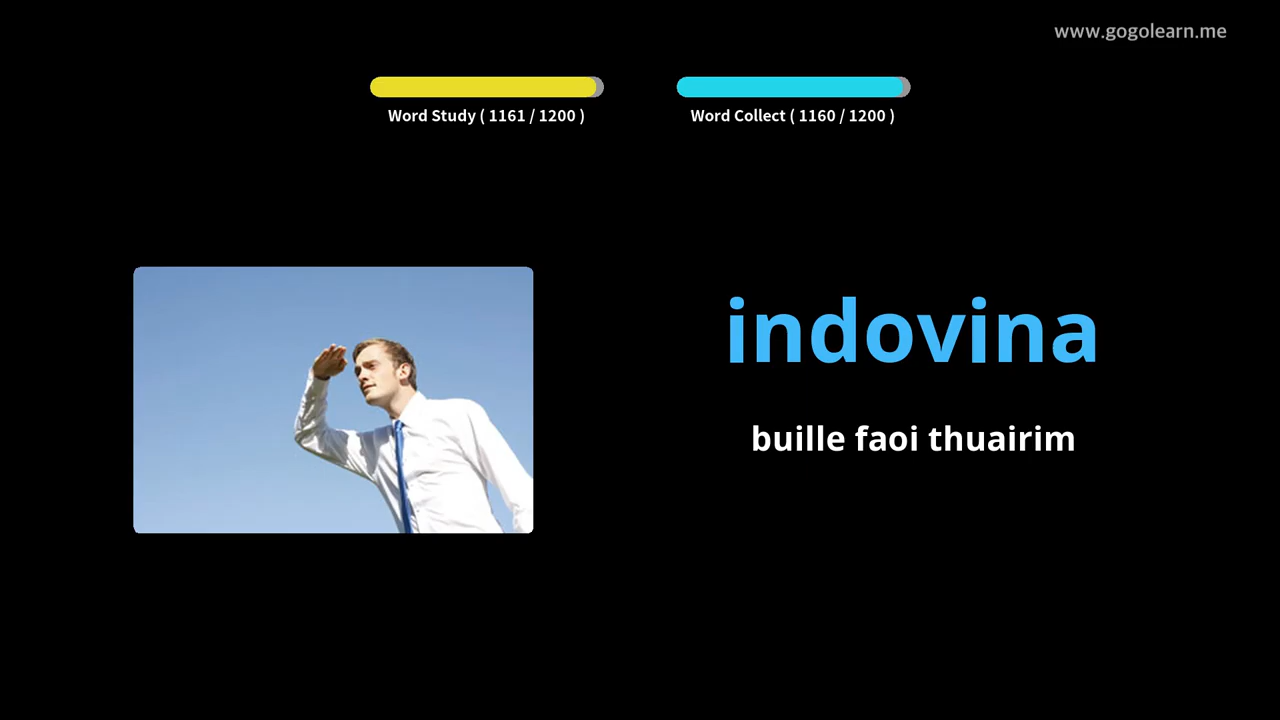 www.gogolearn.me
Word Study ( 1161 / 1200 )
Word Collect ( 1160 / 1200 )
indovina
buille faoi thuairim